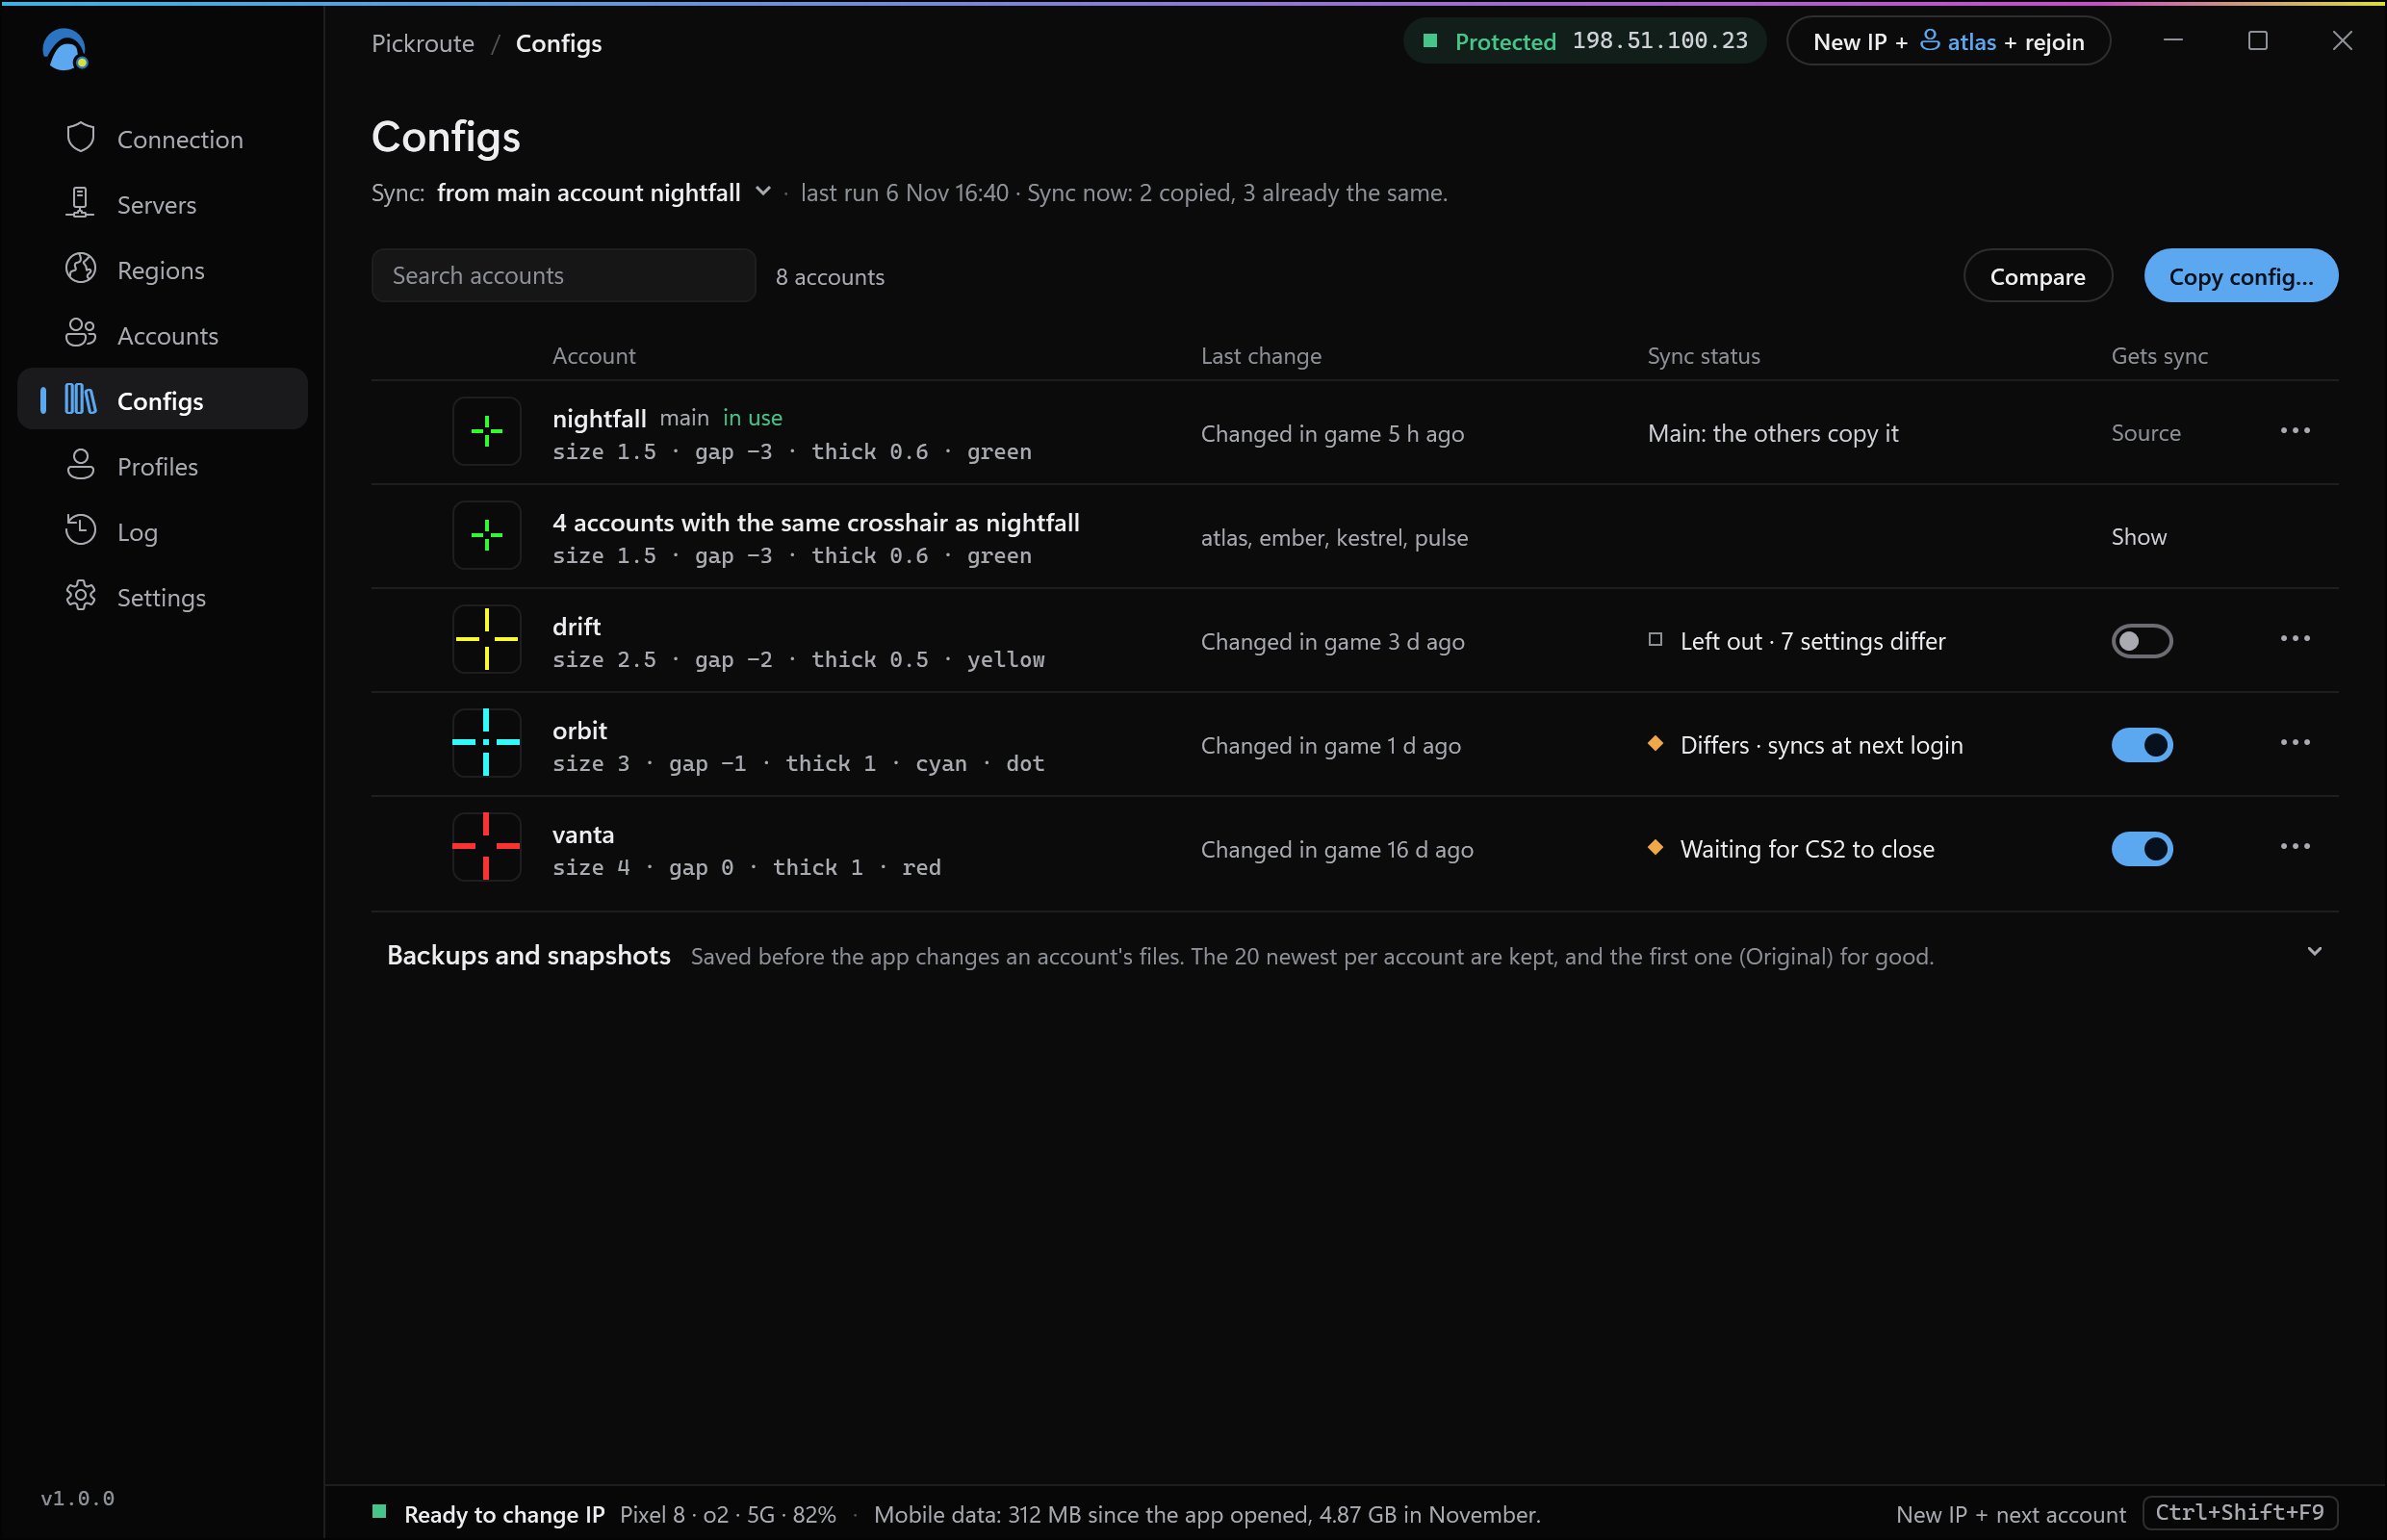 Pickroute / Configs
Protected 198.51.100.23
New IP + atlas + rejoin
Connection
Servers
Regions
Accounts
Configs
Profiles
Log
Settings
v1.0.0
Configs
Sync: from main account nightfall · last run 6 Nov 16:40 · Sync now: 2 copied, 3 already the same.
Search accounts
8 accounts
Compare
Copy config...
Account Last change Sync status Gets sync
nightfall main in use
size 1.5 · gap −3 · thick 0.6 · green
Changed in game 5 h ago
Main: the others copy it
Source
4 accounts with the same crosshair as nightfall
size 1.5 · gap −3 · thick 0.6 · green
atlas, ember, kestrel, pulse
Show
drift
size 2.5 · gap −2 · thick 0.5 · yellow
Changed in game 3 d ago
Left out · 7 settings differ
orbit
size 3 · gap −1 · thick 1 · cyan · dot
Changed in game 1 d ago
Differs · syncs at next login
vanta
size 4 · gap 0 · thick 1 · red
Changed in game 16 d ago
Waiting for CS2 to close
Backups and snapshots Saved before the app changes an account's files. The 20 newest per account are kept, and the first one (Original) for good.
Ready to change IP Pixel 8 · o2 · 5G · 82% · Mobile data: 312 MB since the app opened, 4.87 GB in November.
New IP + next account Ctrl+Shift+F9